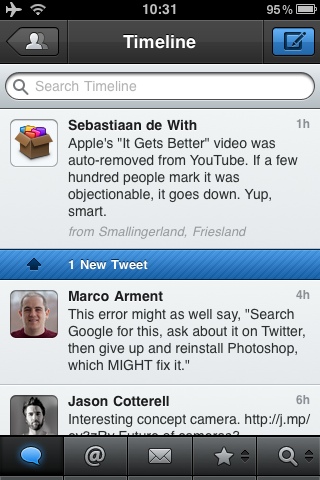 10:31
95%
Timeline
Search Timeline
Sebastiaan de With
1h
Apple's "It Gets Better" video was
auto-removed from YouTube. If a few
hundred people mark it was
objectionable, it goes down. Yup,
smart.
from Smallingerland, Friesland
1 New Tweet
Marco Arment
4h
This error might as well say, "Search
Google for this, ask about it on Twitter,
then give up and reinstall Photoshop,
which MIGHT fix it."
Jason Cotterell
6h
Interesting concept camera. http://j.mp/
Future of cameras?
@